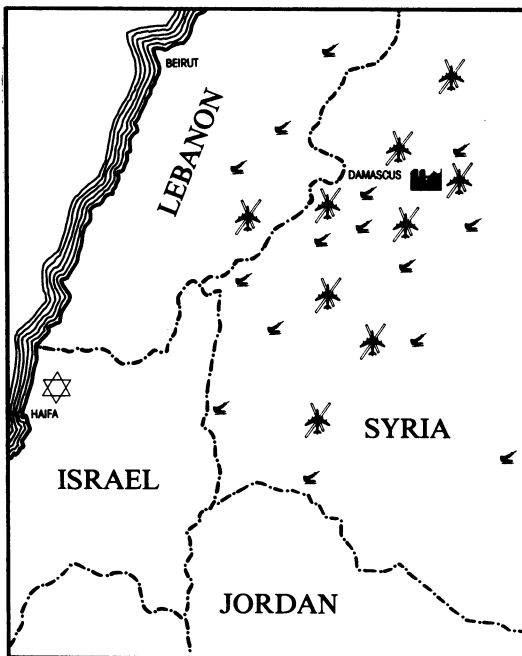 BEIRUT
LEBANON
DAMASCUS
HAIFA
SYRIA
ISRAEL
JORDAN